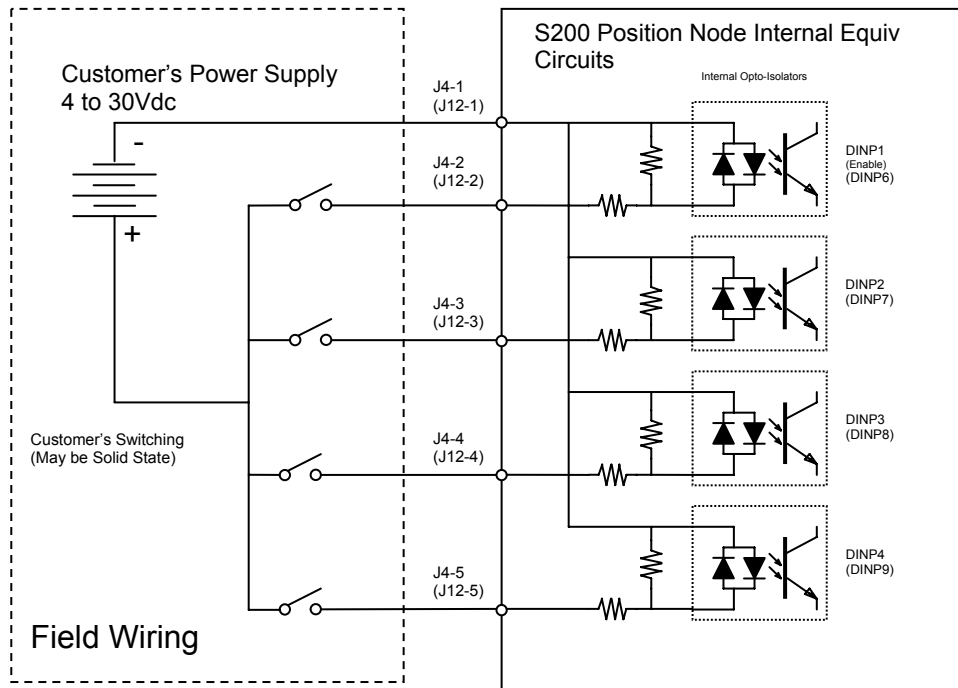 S200 Position Node Internal Equiv
Circuits
Customer's Power Supply
4 to 30Vdc
Internal Opto-Isolators
J4-1
(J12-1)
-
+
J4-2
(J12-2)
DINP1
(Enable)
(DINP6)
J4-3
(J12-3)
DINP2
(DINP7)
Customer's Switching
(May be Solid State)
J4-4
(J12-4)
DINP3
(DINP8)
J4-5
(J12-5)
DINP4
(DINP9)
Field Wiring